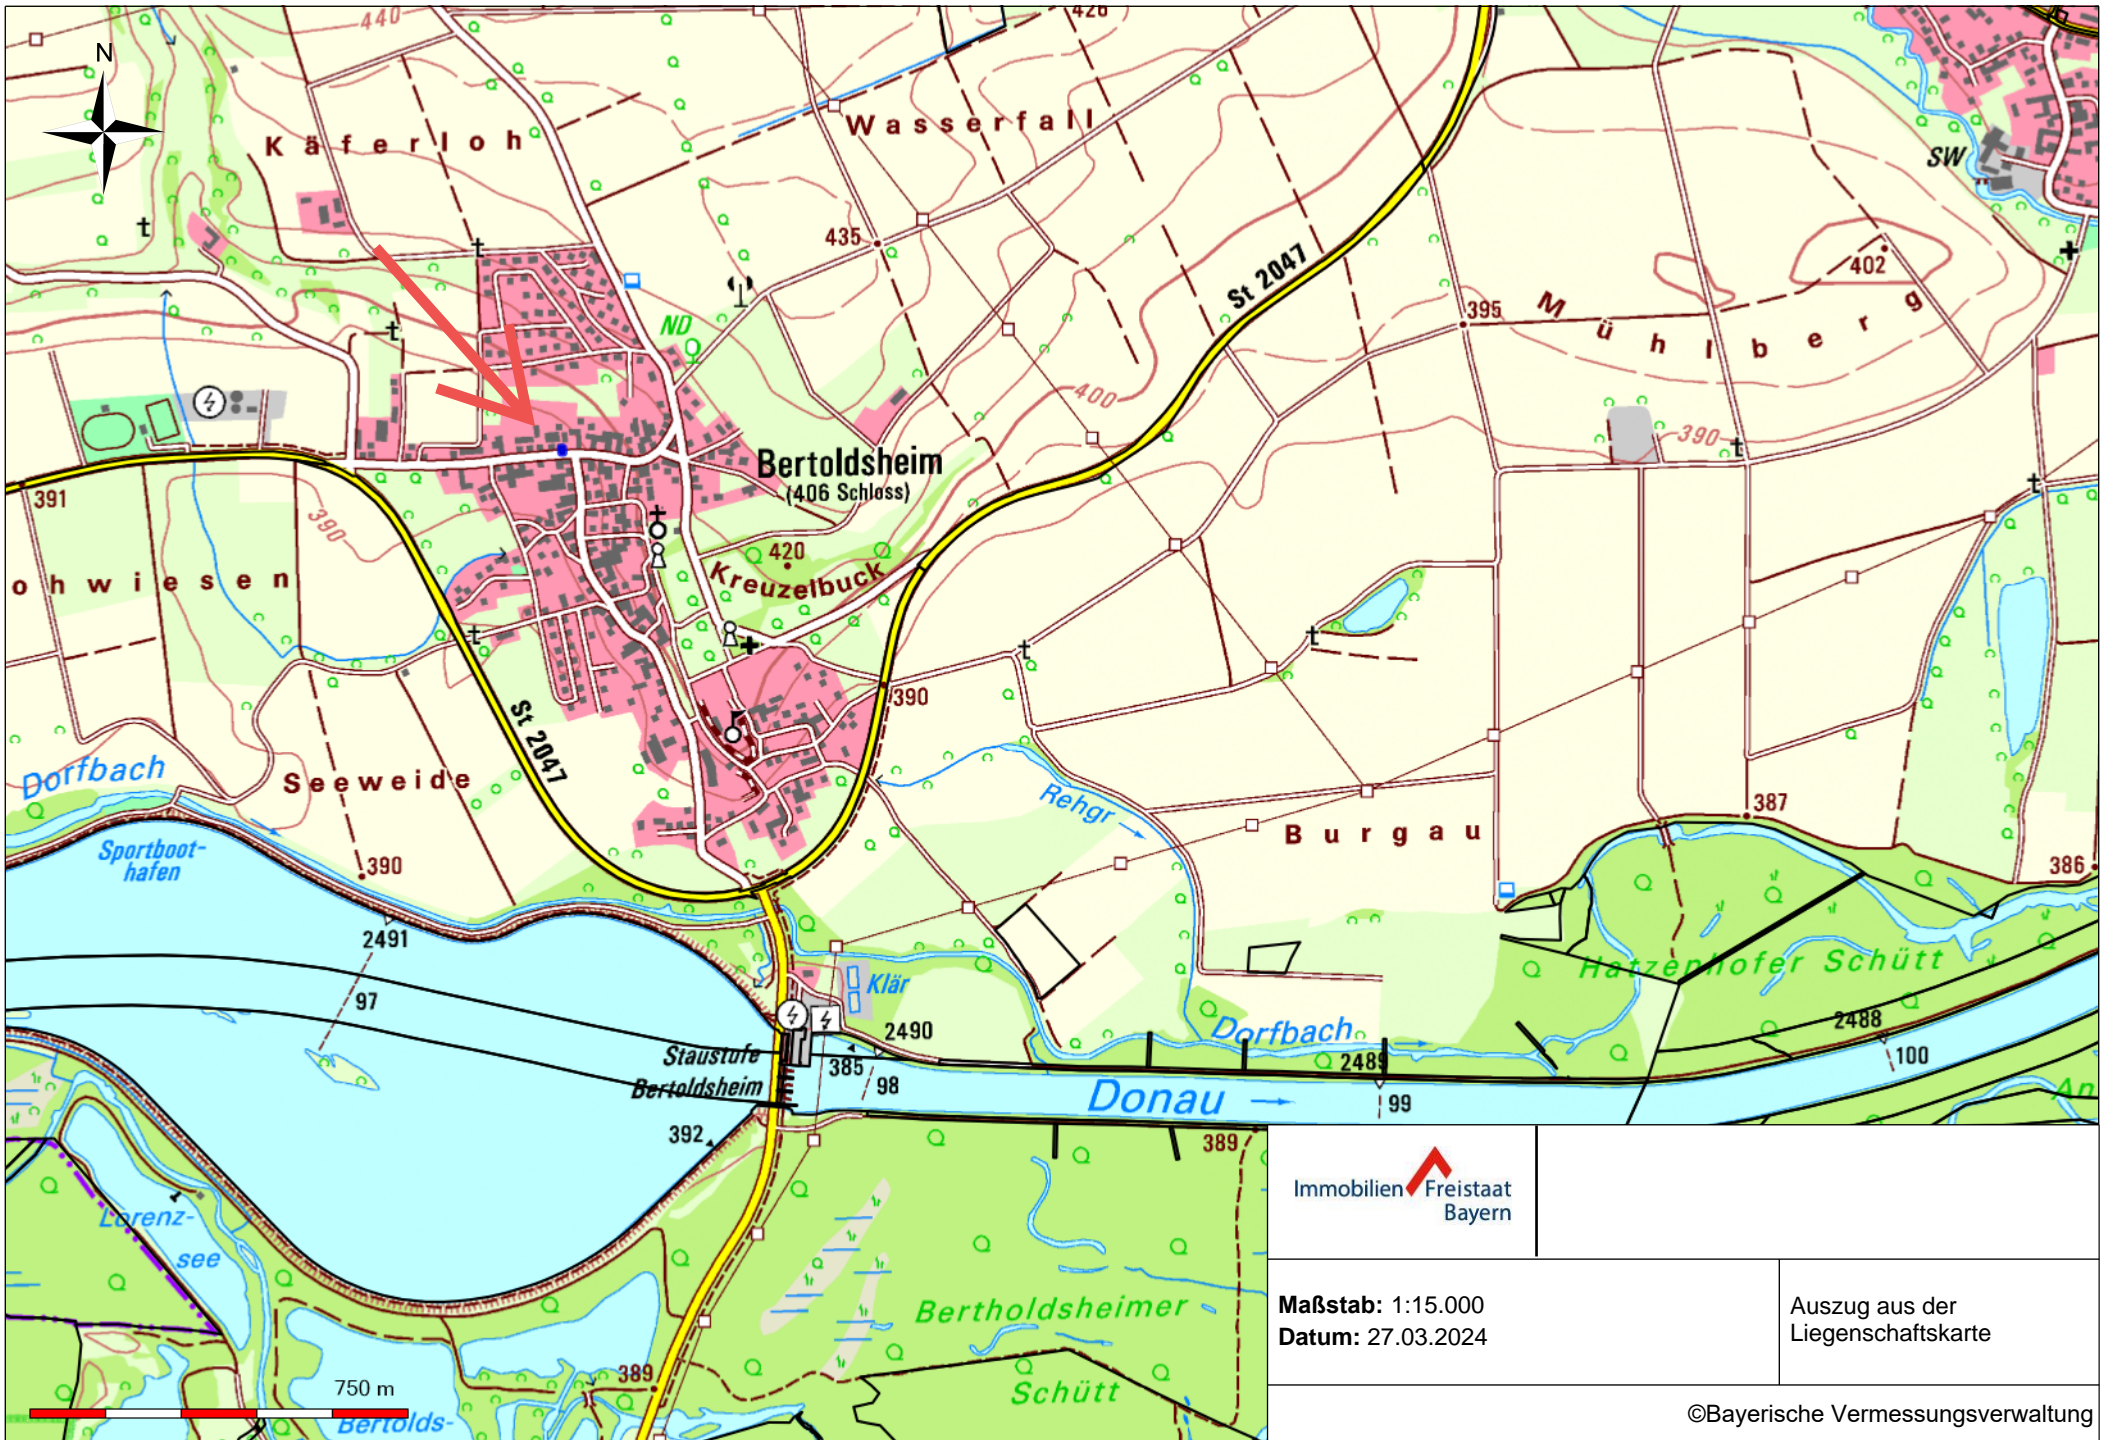 440
426
N
Käferloh
Wasserfall
SW
435
St 2047
402
395
Mühlberg
ND
400
390
Bertoldsheim
(406 Schloss)
391
390
420
Kreuzelbuck
ohwiesen
390
St 2047
Dorfbach
Seeweide
Rehgr
387
Burgau
Sportboot-
hafen
390
386
2491
Hatzenhofer Schütt
97
Klär
2490
Dorfbach
2488
Staustufe
385
2489
100
Bertoldsheim
98
Donau
99
An
392
389
Immobilien Freistaat
Bayern
Lorenz-
see
Bertholdsheimer
Maßstab: 1:15.000
Datum: 27.03.2024
Auszug aus der
Liegenschaftskarte
389
Schütt
750 m
Bertolds-
©Bayerische Vermessungsverwaltung